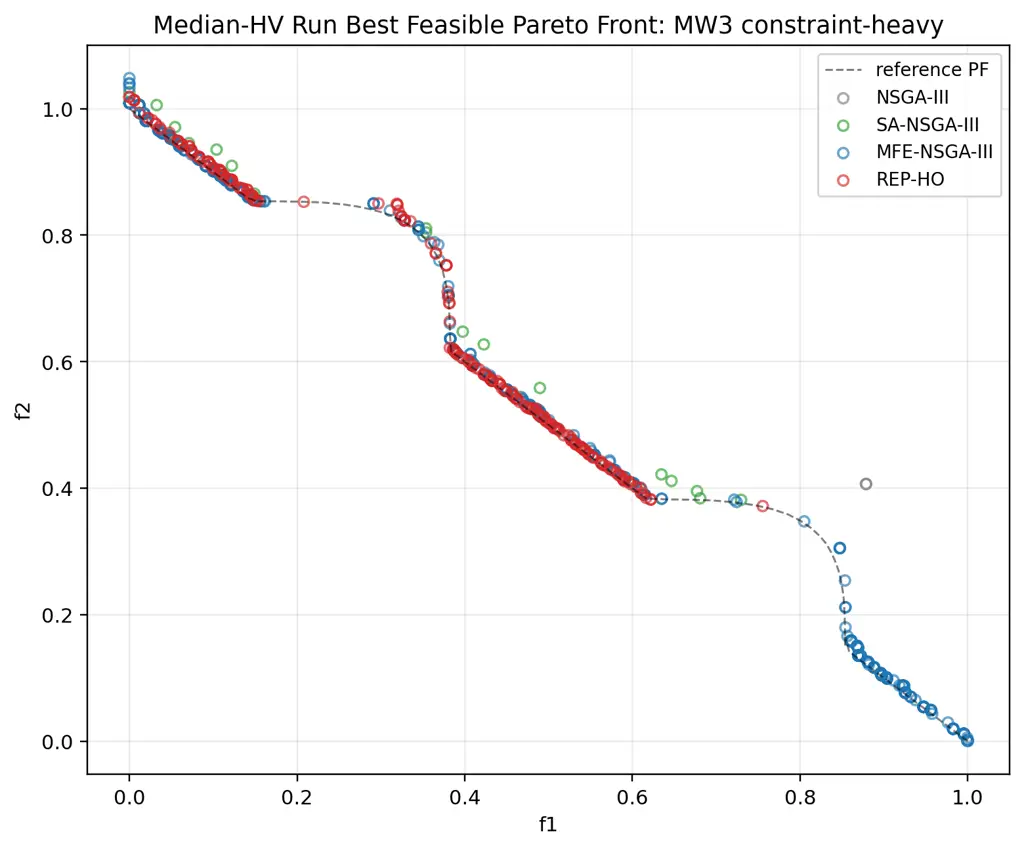 Median-HV Run Best Feasible Pareto Front: MW3 constraint-heavy
reference PF
NSGA-III
SA-NSGA-III
MFE-NSGA-III
REP-HO
f2
1.0
0.8
0.6
0.4
0.2
0.0
0.0 0.2 0.4 0.6 0.8 1.0
f1